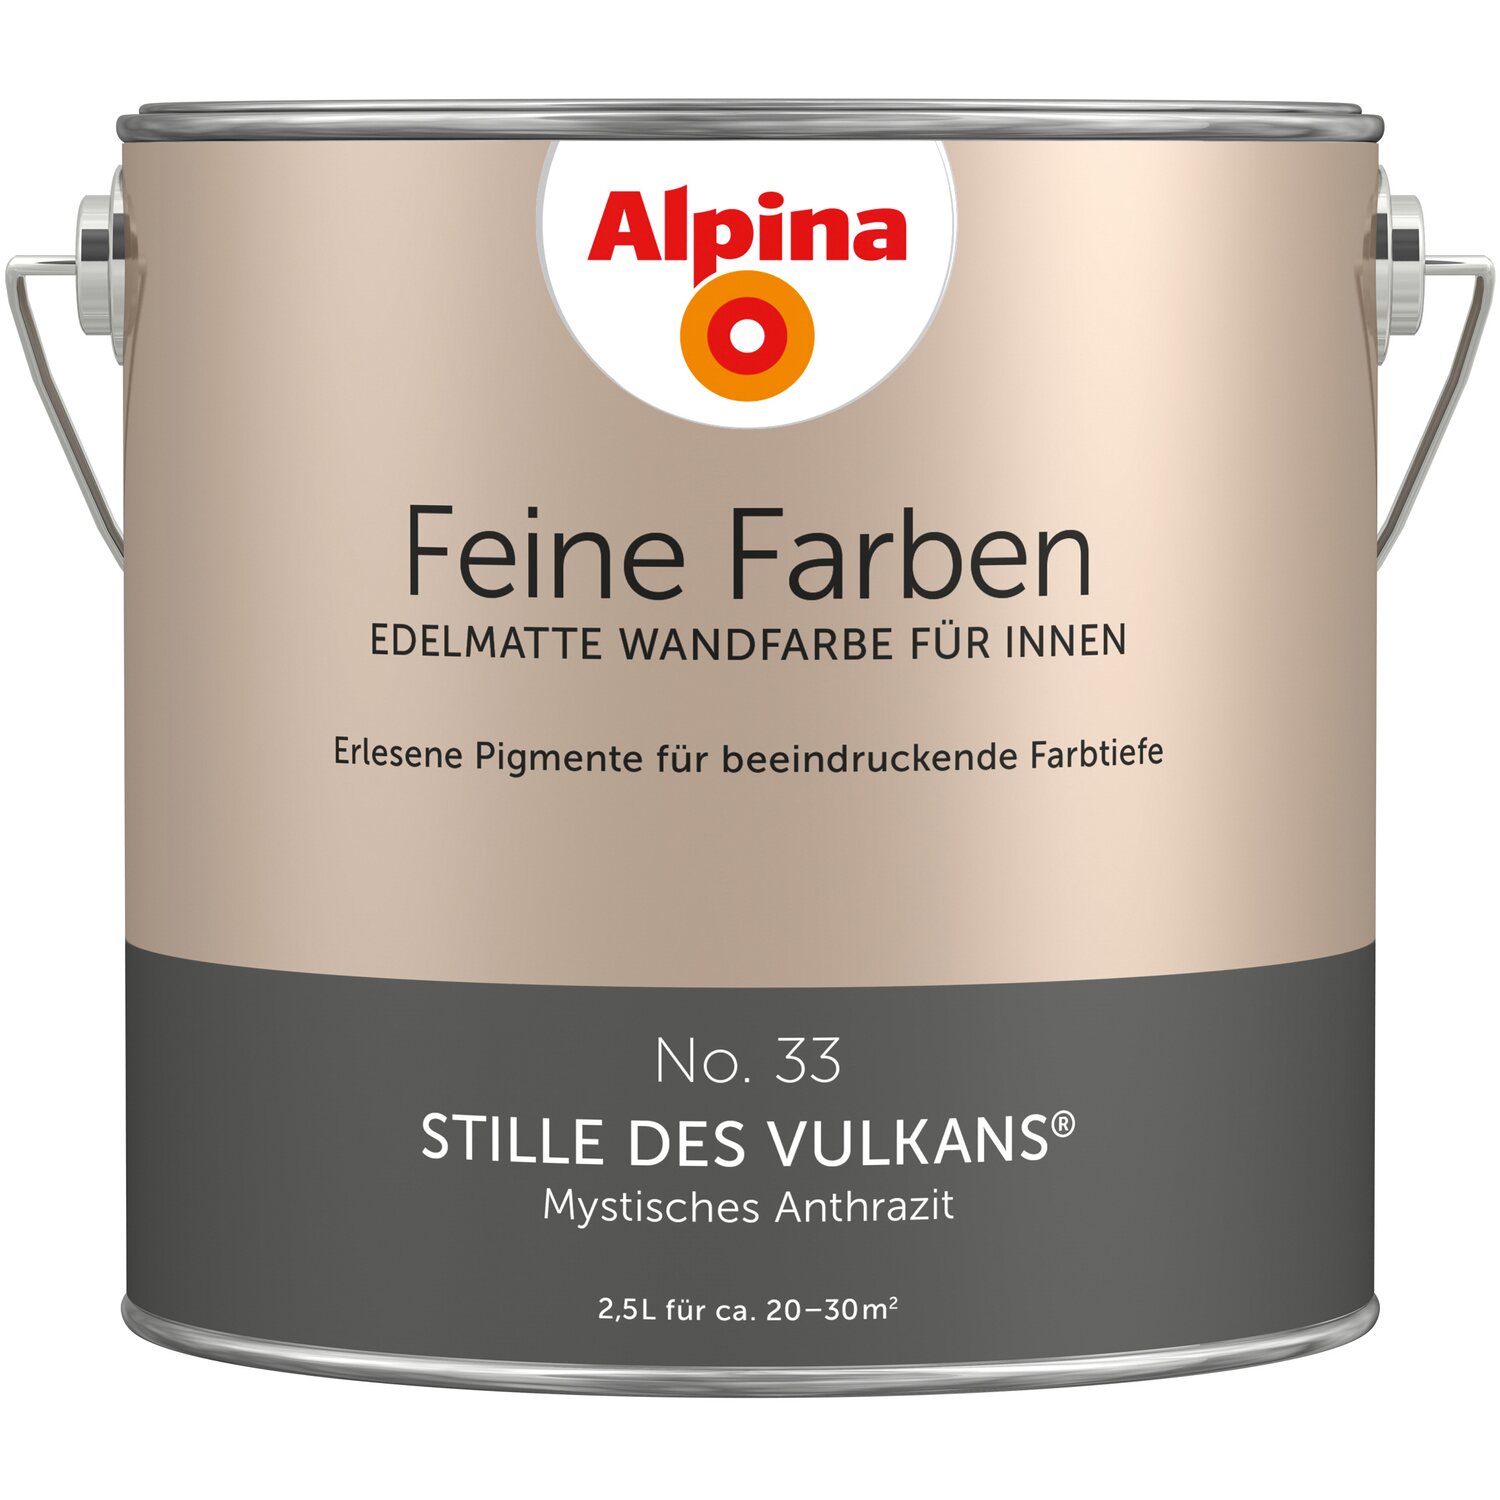 Alpina
Feine Farben
EDELMATTE WANDFARBE FÜR INNEN
Erlesene Pigmente für beeindruckende Farbtiefe
No. 33
STILLE DES VULKANS®
Mystisches Anthrazit
2,5L für ca. 20–30m²